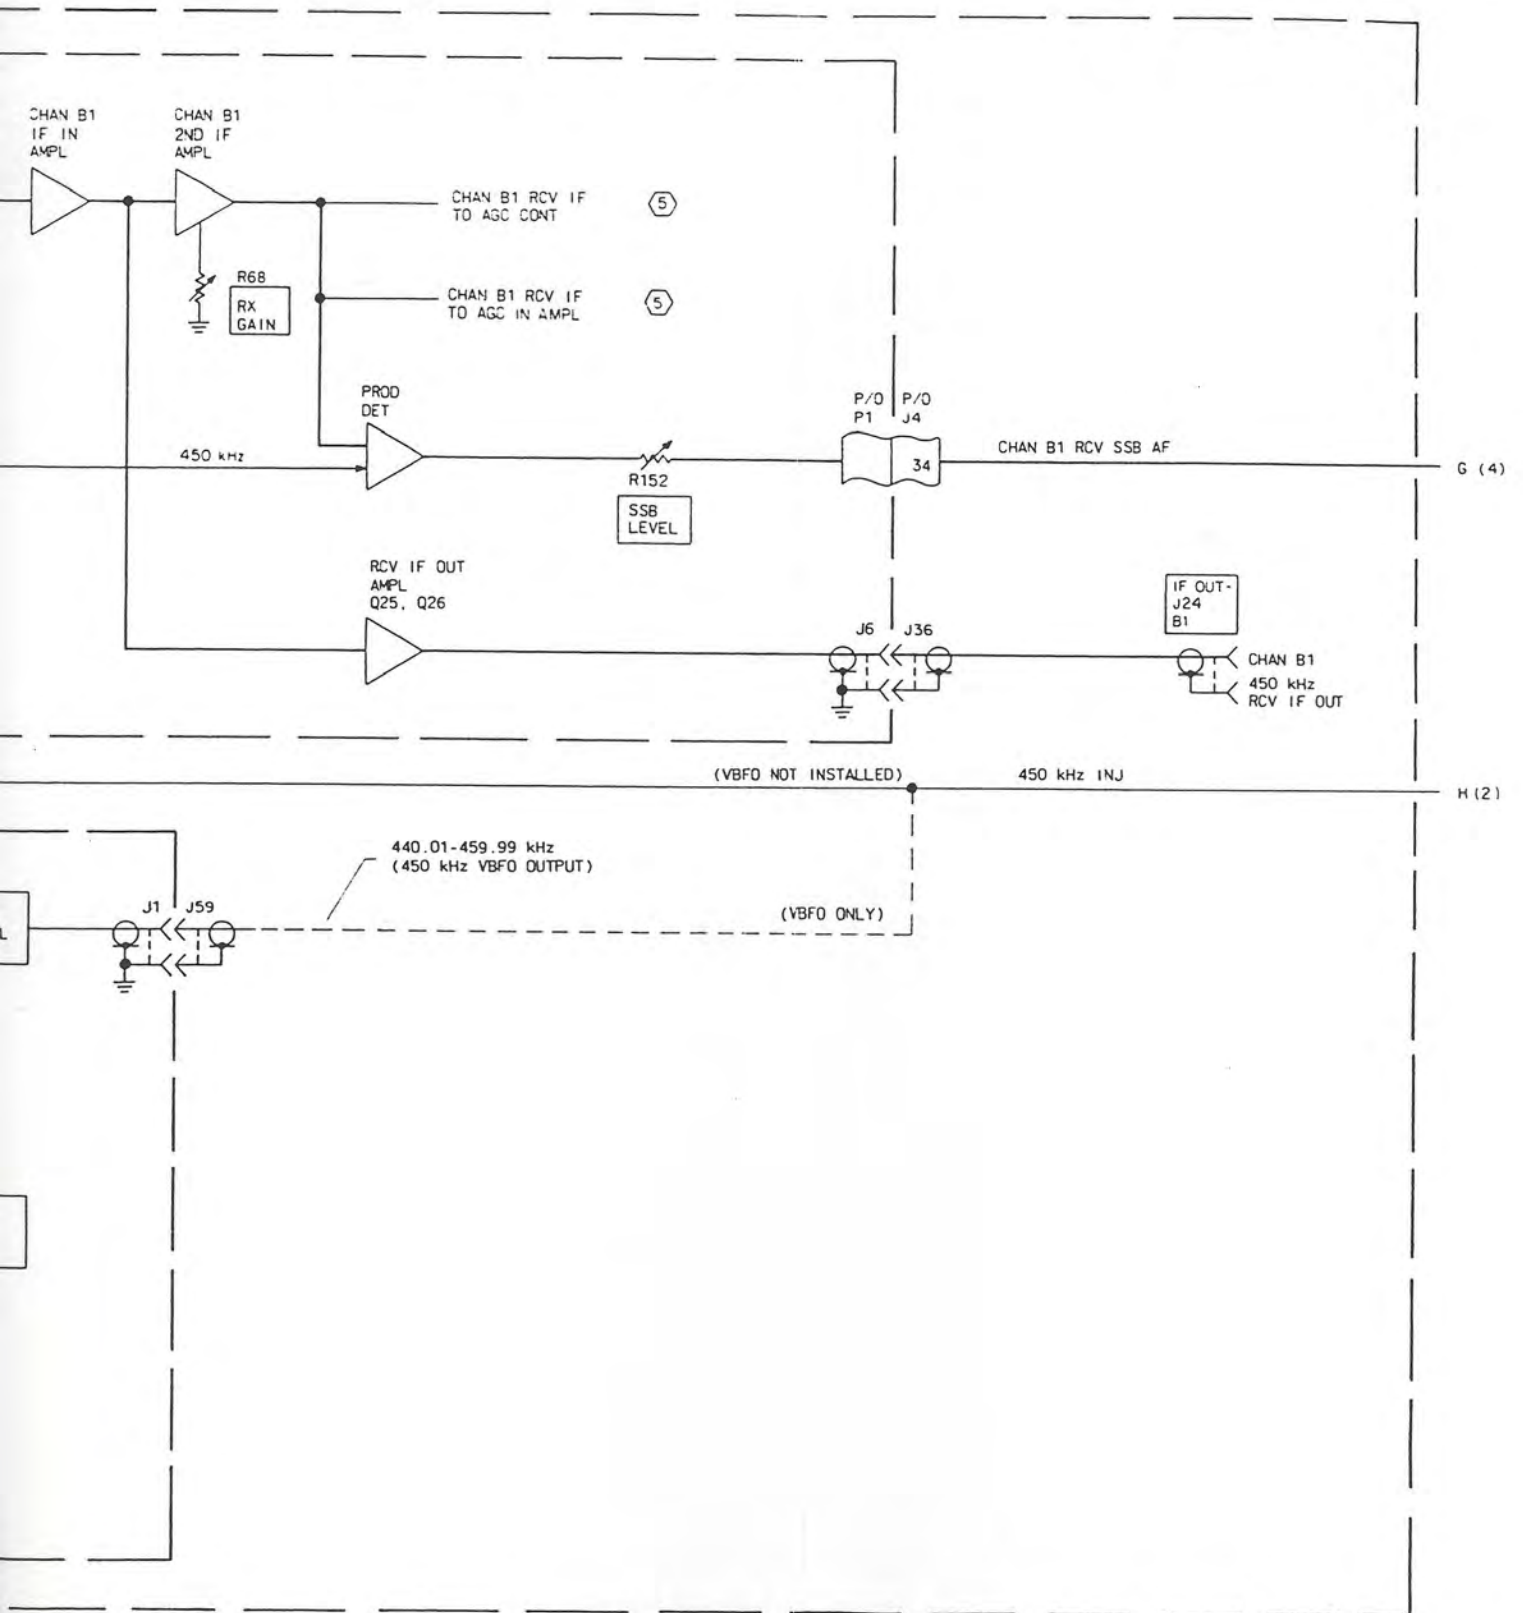 CHAN B1
IF IN
AMPL
CHAN B1
2ND IF
AMPL
CHAN B1 RCV IF
TO AGC CONT
5
R68
RX
GAIN
CHAN B1 RCV IF
TO AGC IN AMPL
5
PROD
DET
P/O P/O
P1 J4
450 kHz
34
CHAN B1 RCV SSB AF
G (4)
R152
SSB
LEVEL
RCV IF OUT
AMPL
Q25, Q26
IF OUT-
J24
B1
J6 J36
CHAN B1
450 kHz
RCV IF OUT
(VBFO NOT INSTALLED)
450 kHz INJ
H (2)
440.01-459.99 kHz
(450 kHz VBFO OUTPUT)
J1 J59
(VBFO ONLY)
L